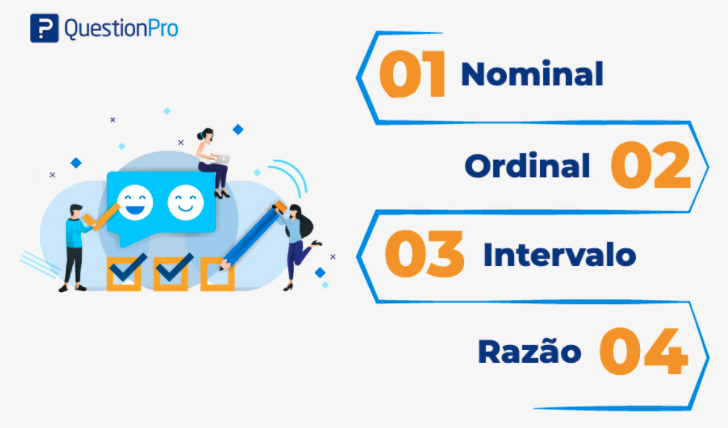 QuestionPro
01 Nominal
Ordinal 02
03 Intervalo
Razão 04